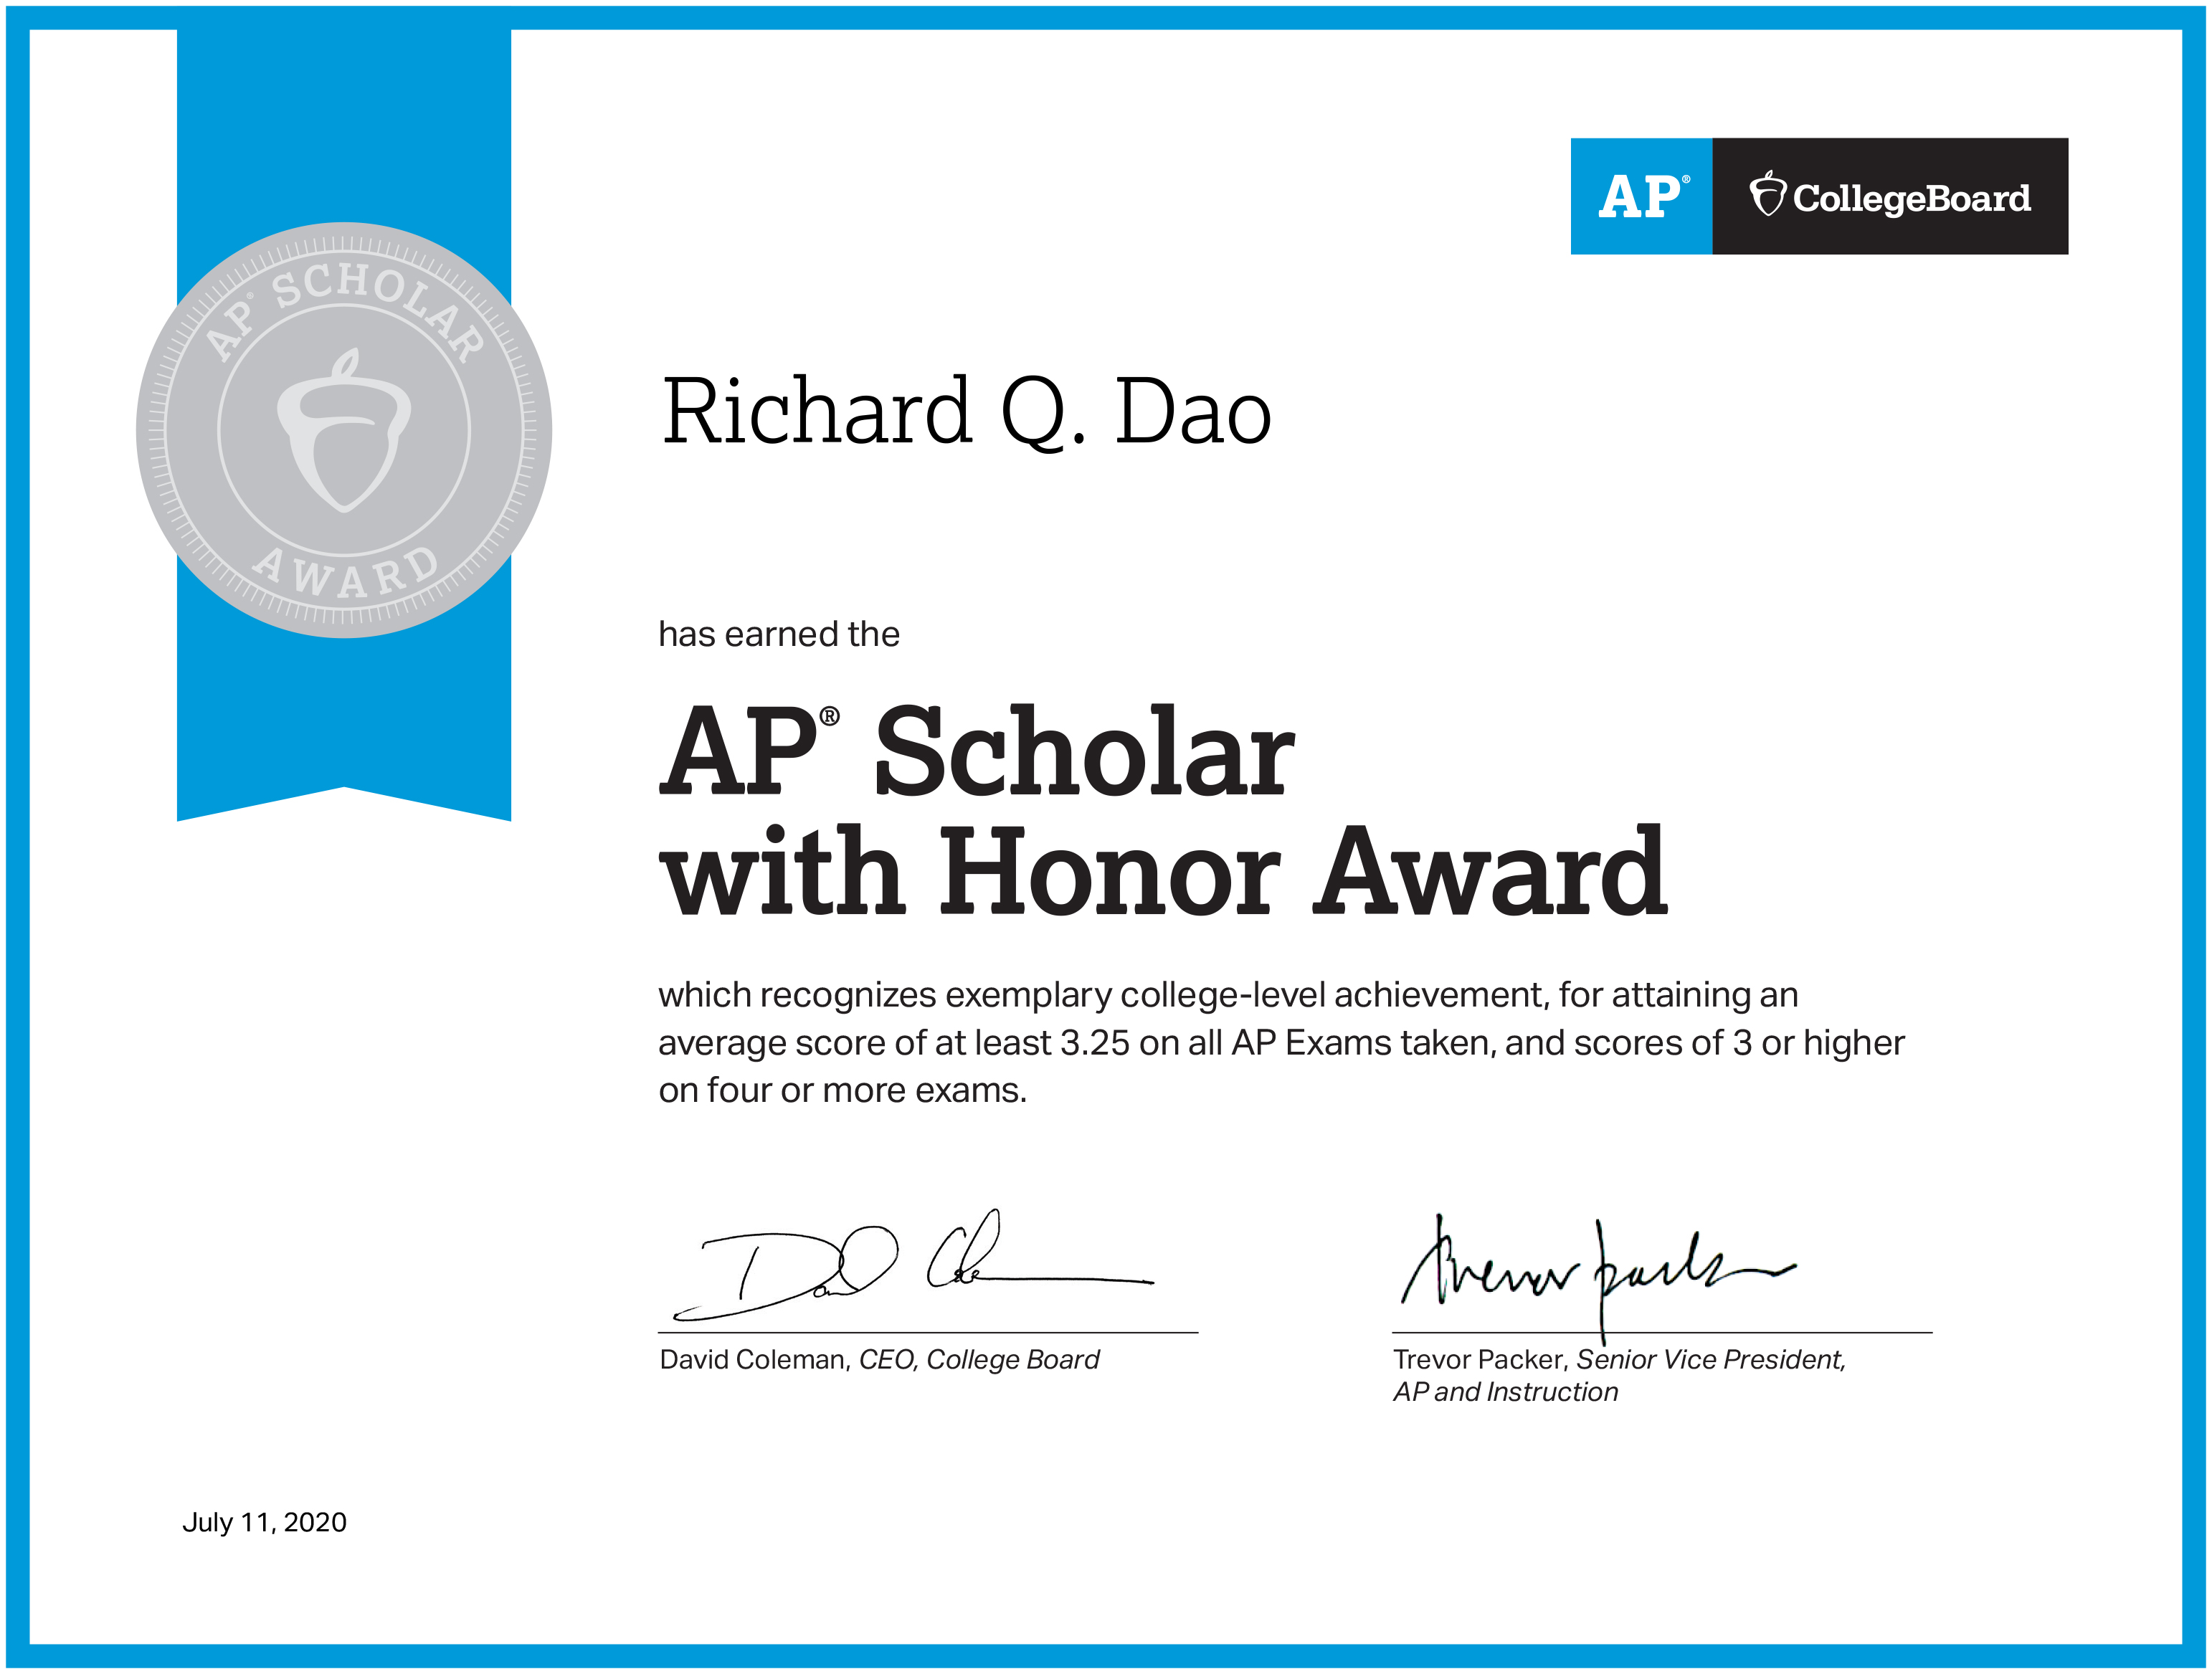 AP® SCHOLAR
AWARD
AP® CollegeBoard
Richard Q. Dao
has earned the
AP® Scholar
with Honor Award
which recognizes exemplary college-level achievement, for attaining an
average score of at least 3.25 on all AP Exams taken, and scores of 3 or higher
on four or more exams.
David Coleman, CEO, College Board
Trevor Packer, Senior Vice President,
AP and Instruction
July 11, 2020